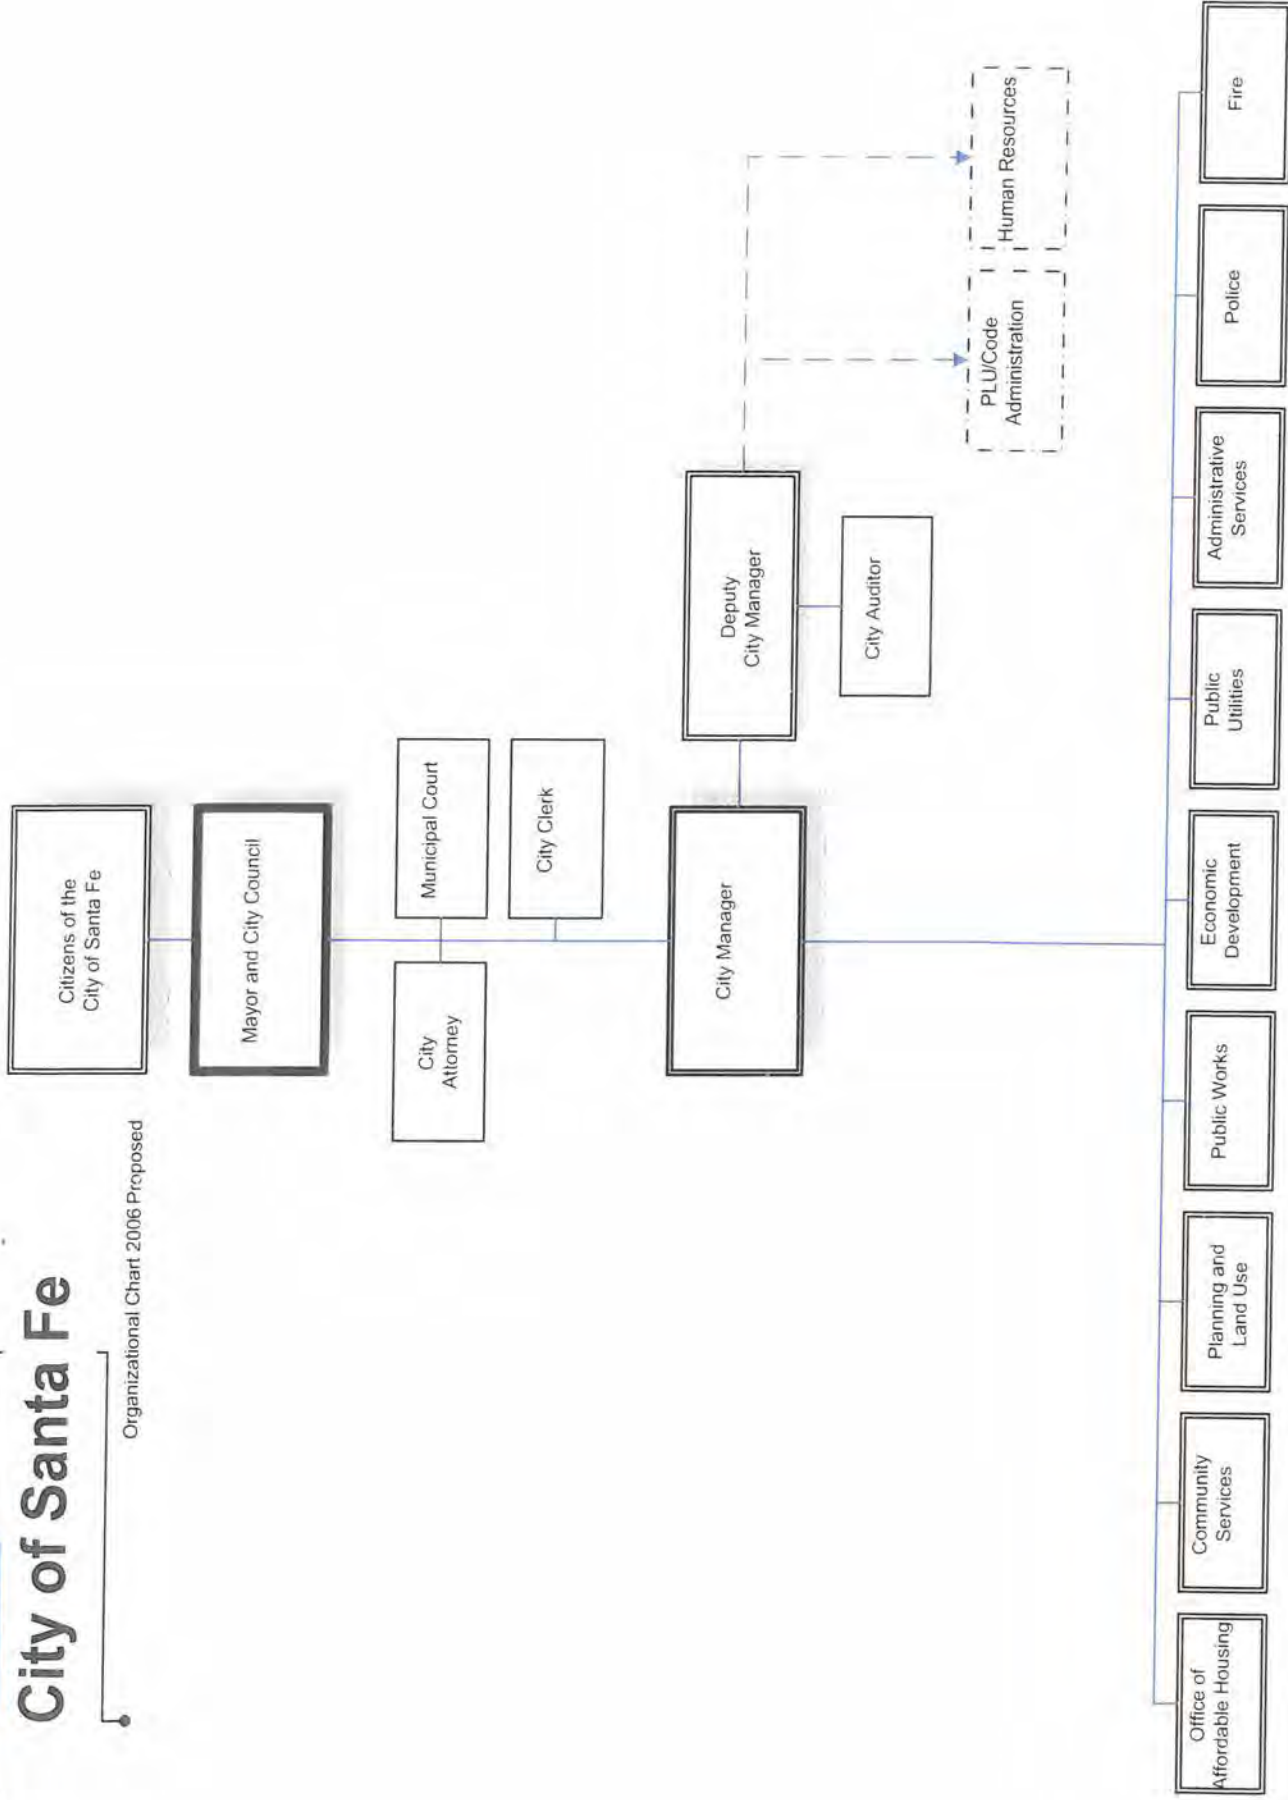 City of Santa Fe
Organizational Chart 2006 Proposed
Citizens of the
City of Santa Fe
Mayor and City Council
City
Attorney
Municipal Court
City Clerk
City Manager
Deputy
City Manager
City Auditor
PLU/Code
Administration
Human Resources
Office of
Affordable Housing
Community
Services
Planning and
Land Use
Public Works
Economic
Development
Public
Utilities
Administrative
Services
Police
Fire